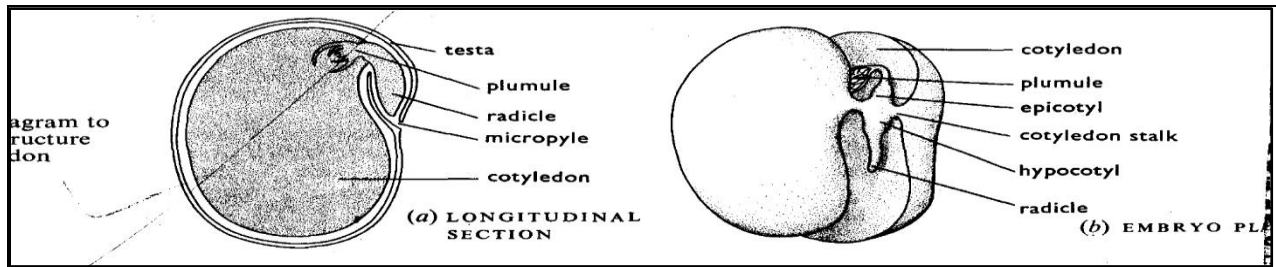 agram to
ructure
don
testa
plumule
radicle
micropyle
cotyledon
(a) LONGITUDINAL
SECTION
cotyledon
plumule
epicotyl
cotyledon stalk
hypocotyl
radicle
(b) EMBRYO PL